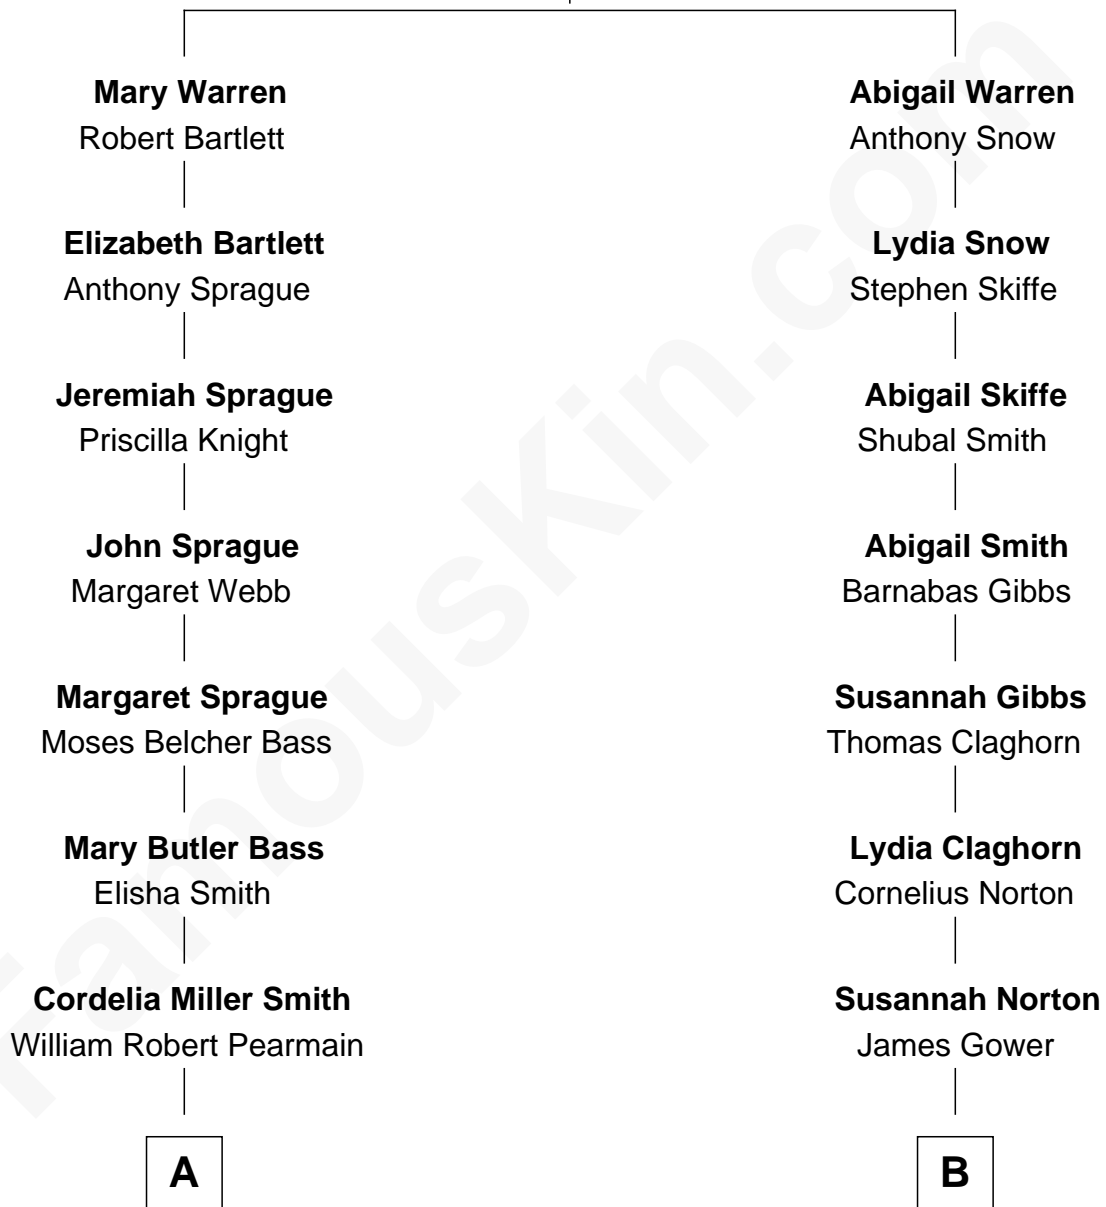 Mary Warren
Robert Bartlett
Elizabeth Bartlett
Anthony Sprague
Jeremiah Sprague
Priscilla Knight
John Sprague
Margaret Webb
Margaret Sprague
Moses Belcher Bass
Mary Butler Bass
Elisha Smith
Cordelia Miller Smith
William Robert Pearmain
A
Abigail Warren
Anthony Snow
Lydia Snow
Stephen Skiffe
Abigail Skiffe
Shubal Smith
Abigail Smith
Barnabas Gibbs
Susannah Gibbs
Thomas Claghorn
Lydia Claghorn
Cornelius Norton
Susannah Norton
James Gower
B
FamousKin.com